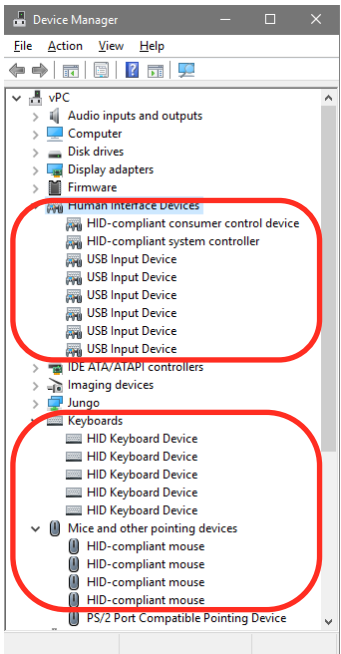 Device Manager
File Action View Help
vPC
Audio inputs and outputs
Computer
Disk drives
Display adapters
Firmware
Human Interface Devices
HID-compliant consumer control device
HID-compliant system controller
USB Input Device
USB Input Device
USB Input Device
USB Input Device
USB Input Device
USB Input Device
IDE ATA/ATAPI controllers
Imaging devices
Jungo
Keyboards
HID Keyboard Device
HID Keyboard Device
HID Keyboard Device
HID Keyboard Device
HID Keyboard Device
Mice and other pointing devices
HID-compliant mouse
HID-compliant mouse
HID-compliant mouse
HID-compliant mouse
PS/2 Port Compatible Pointing Device